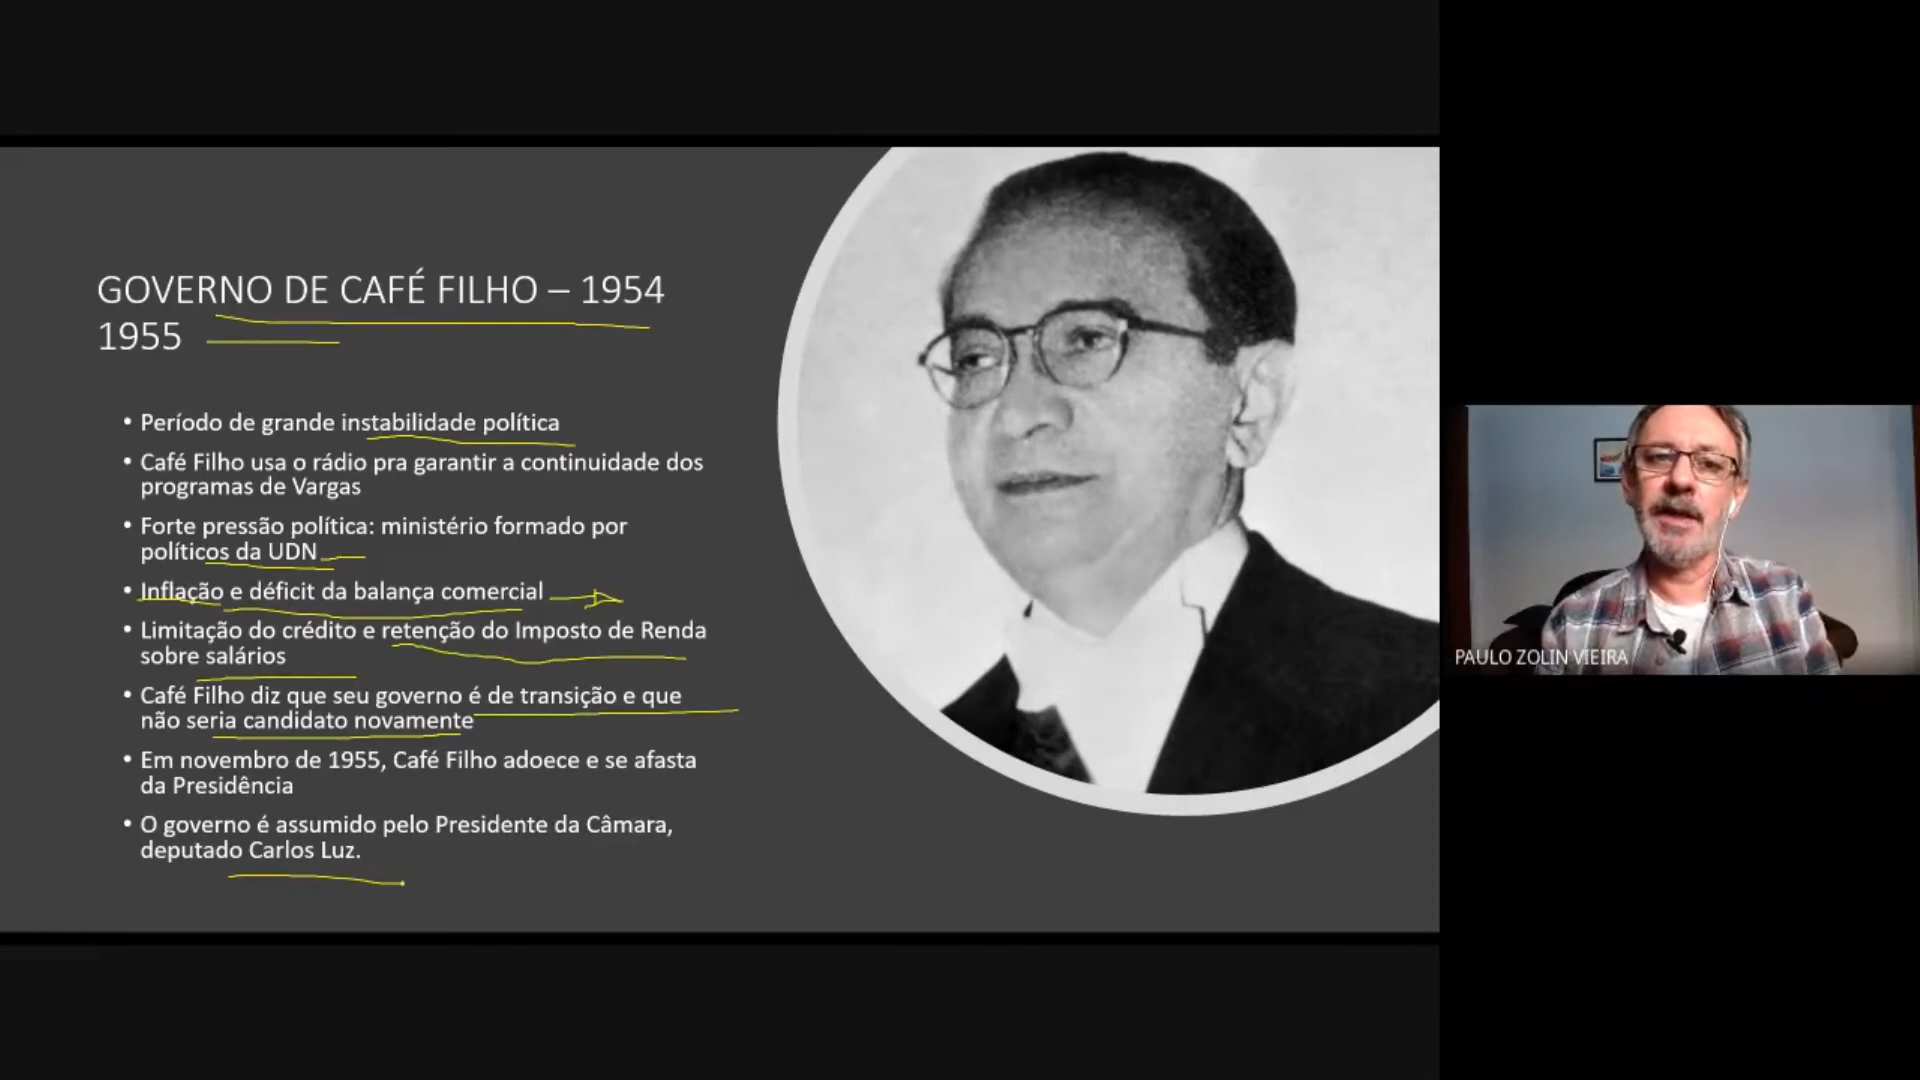 GOVERNO DE CAFÉ FILHO – 1954
1955
• Período de grande instabilidade política
• Café Filho usa o rádio pra garantir a continuidade dos
programas de Vargas
• Forte pressão política: ministério formado por
políticos da UDN
• Inflação e déficit da balança comercial
• Limitação do crédito e retenção do Imposto de Renda
sobre salários
• Café Filho diz que seu governo é de transição e que
não seria candidato novamente
• Em novembro de 1955, Café Filho adoece e se afasta
da Presidência
• O governo é assumido pelo Presidente da Câmara,
deputado Carlos Luz.
PAULO ZOLIN VIEIRA